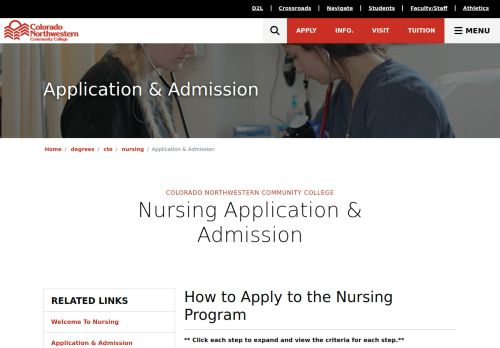 D2L | Crossroads | Navigate | Students | Faculty/Staff | Athletics
Colorado
Northwestern
Community College
APPLY INFO. VISIT TUITION MENU
Application & Admission
Home / degrees / cte / nursing / Application & Admission
COLORADO NORTHWESTERN COMMUNITY COLLEGE
Nursing Application &
Admission
RELATED LINKS
Welcome To Nursing
Application & Admission
How to Apply to the Nursing
Program
** Click each step to expand and view the criteria for each step.**